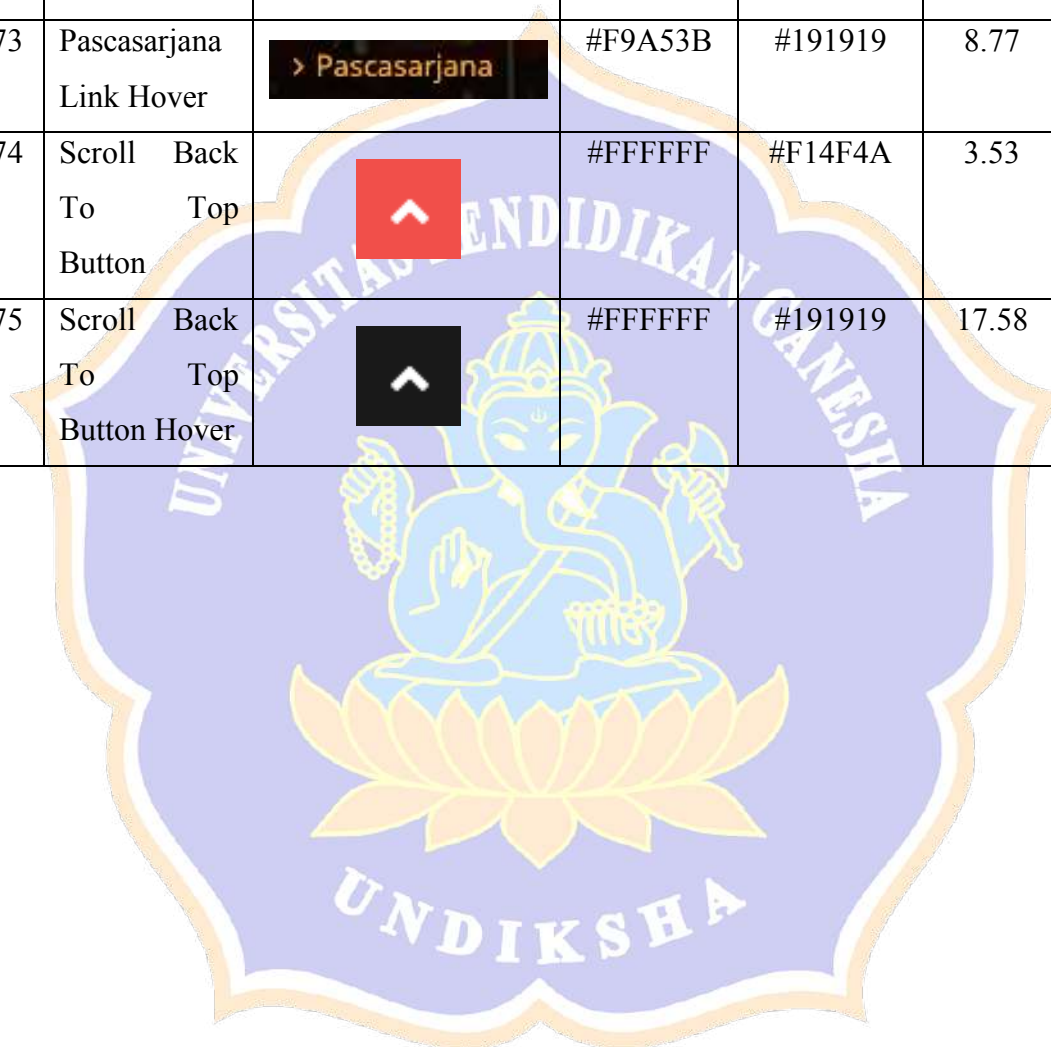 73 Pascasarjana Link Hover > Pascasarjana #F9A53B #191919 8.77
74 Scroll Back To Top Button #FFFFFF #F14F4A 3.53
75 Scroll Back To Top Button Hover #FFFFFF #191919 17.58
UNIVERSITAS PENDIDIKAN GANESHA
UNDIKSHA